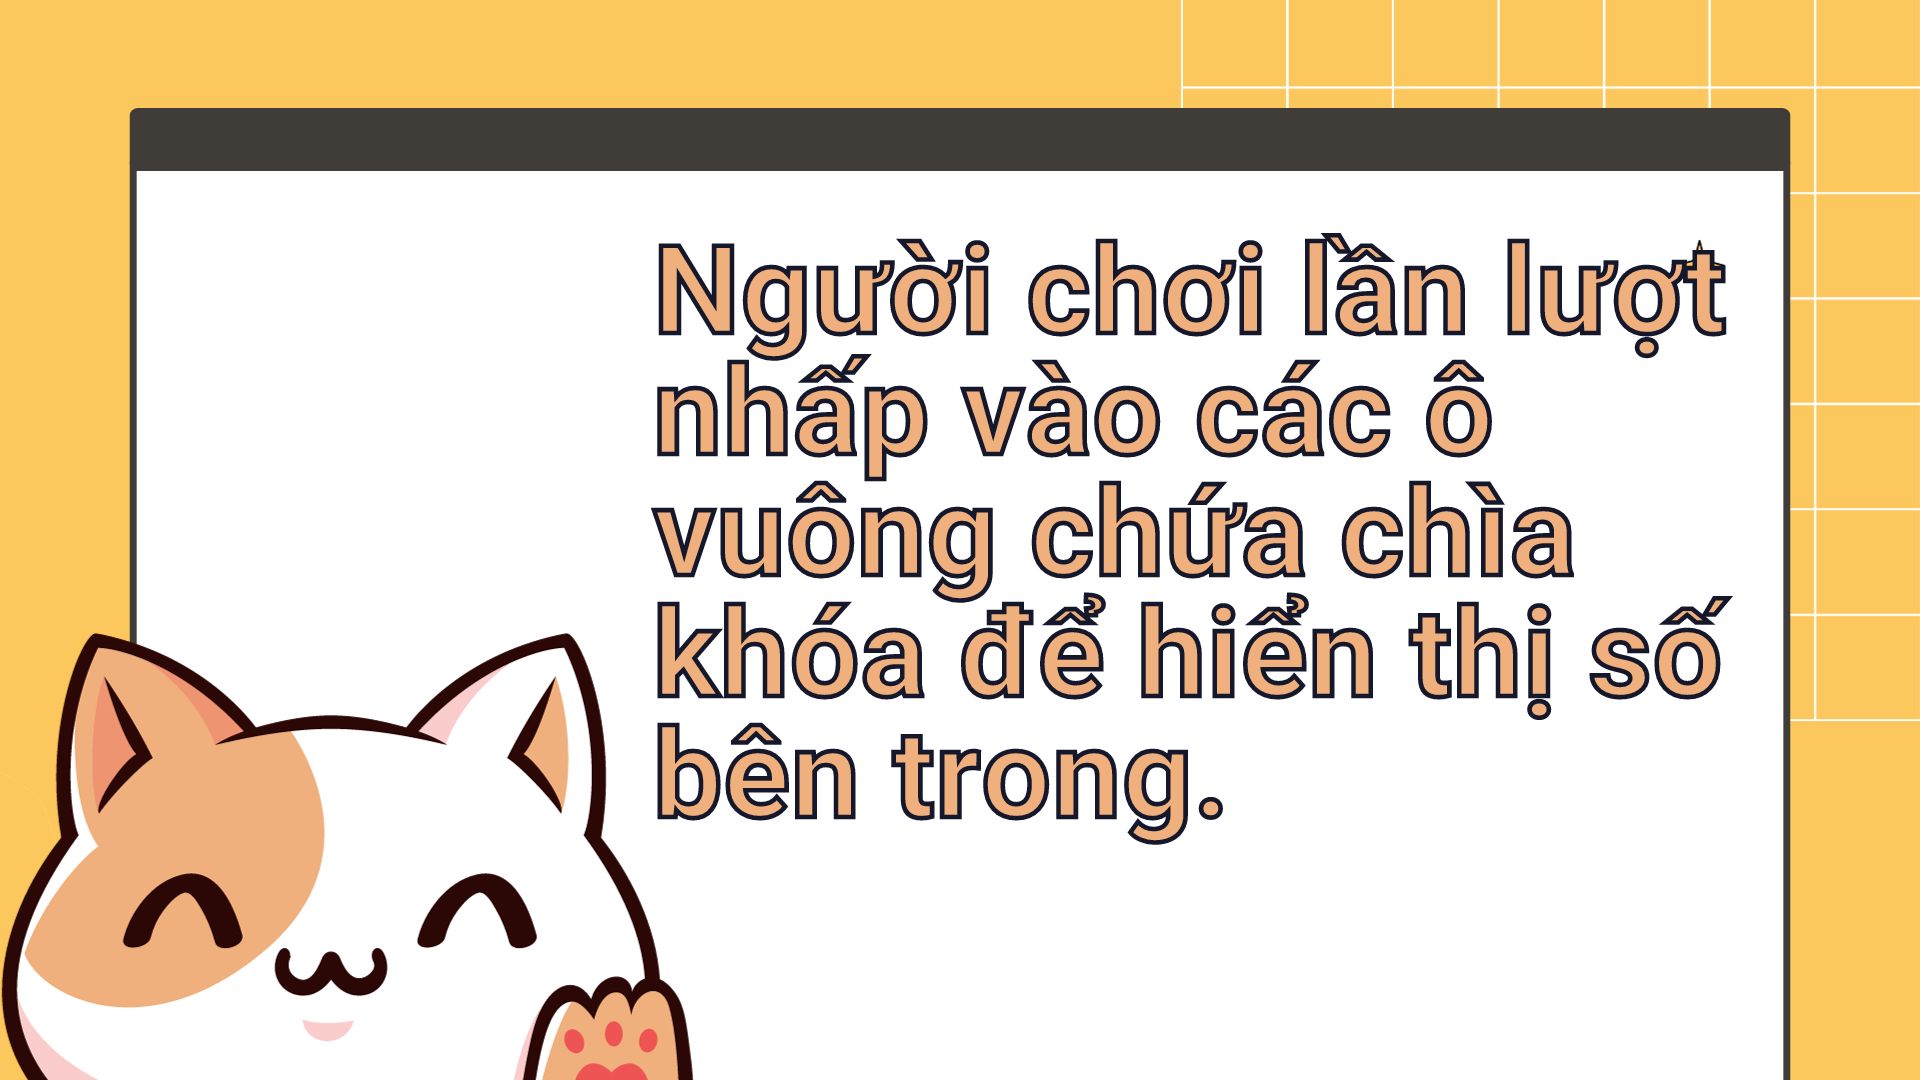 Người chơi lần lượt
nhấp vào các ô
vuông chứa chìa
khóa để hiển thị số
bên trong.